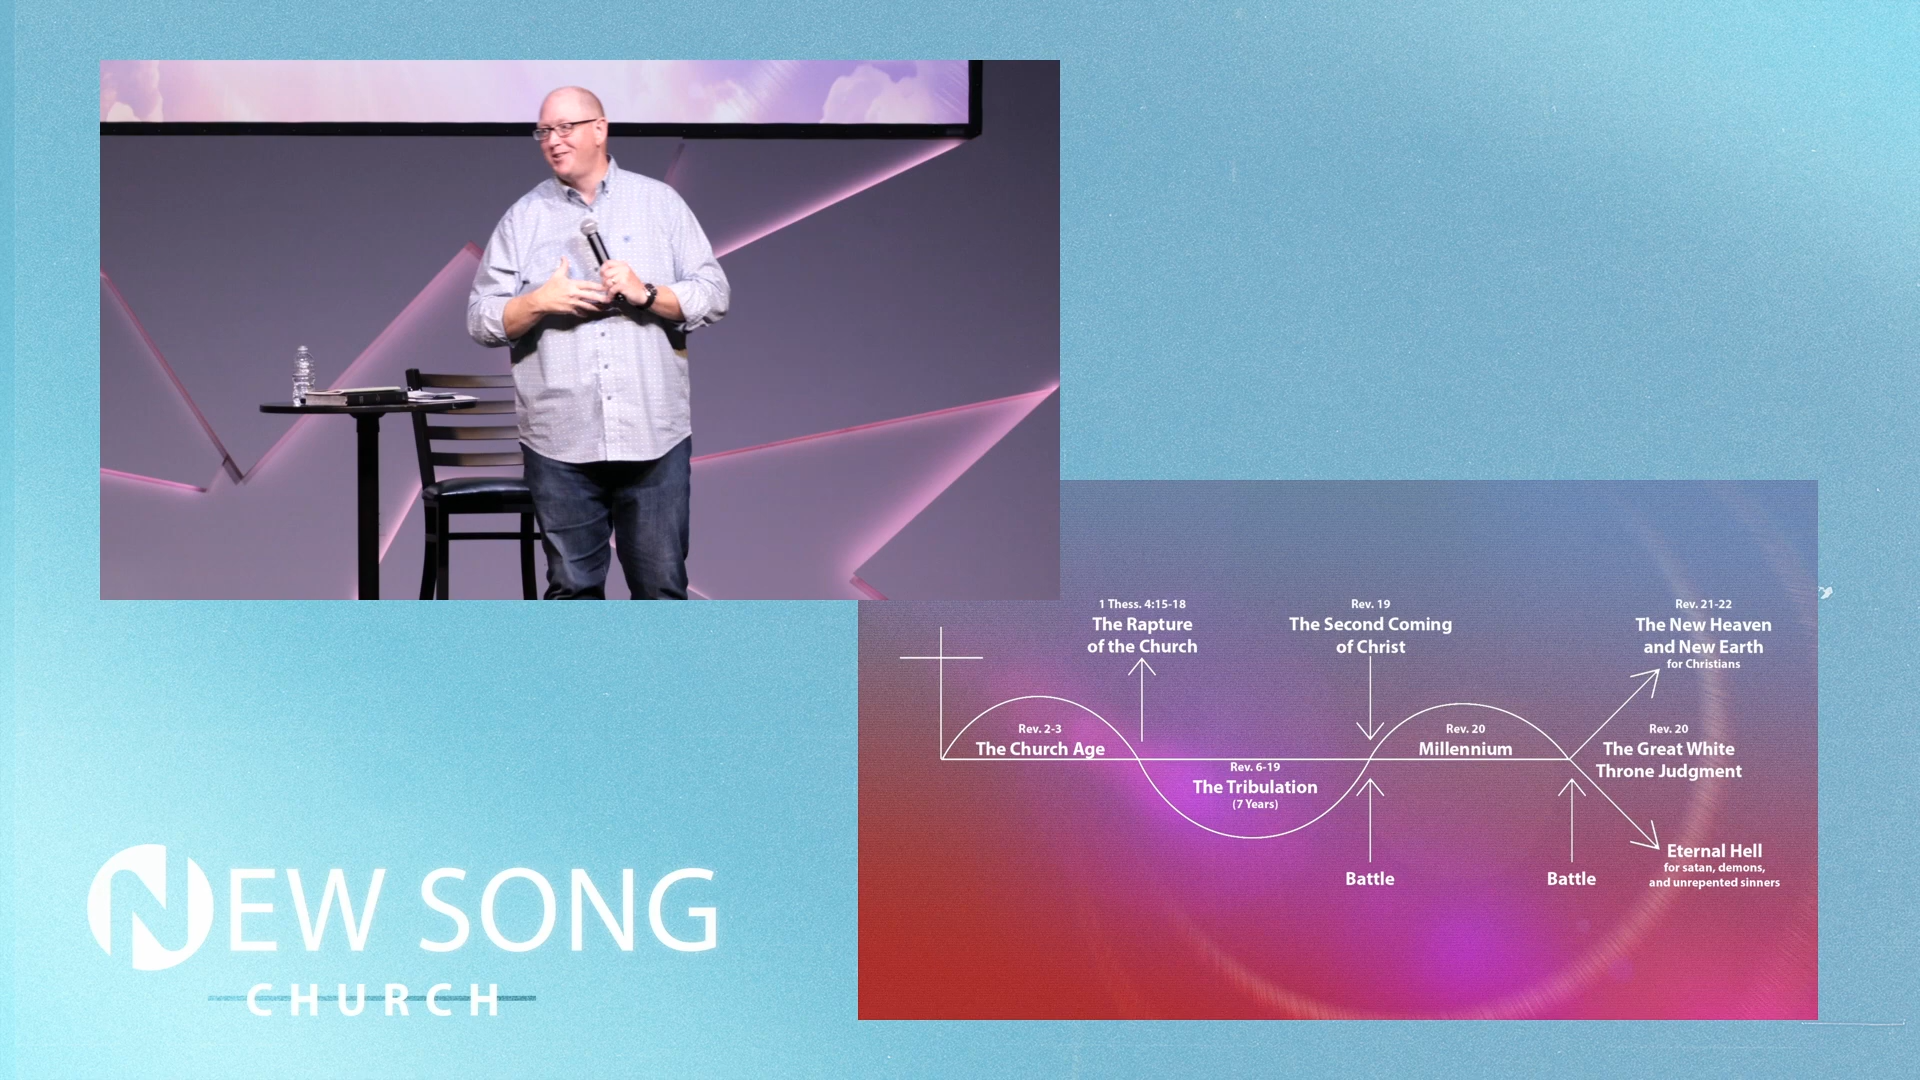 1 Thess. 4:15-18
The Rapture
of the Church
Rev. 19
The Second Coming
of Christ
Rev. 21-22
The New Heaven
and New Earth
for Christians
Rev. 2-3
The Church Age
Rev. 6-19
The Tribulation
(7 Years)
Rev. 20
Millennium
Rev. 20
The Great White
Throne Judgment
Battle
Battle
Eternal Hell
for satan, demons,
and unrepented sinners
NEW SONG
CHURCH